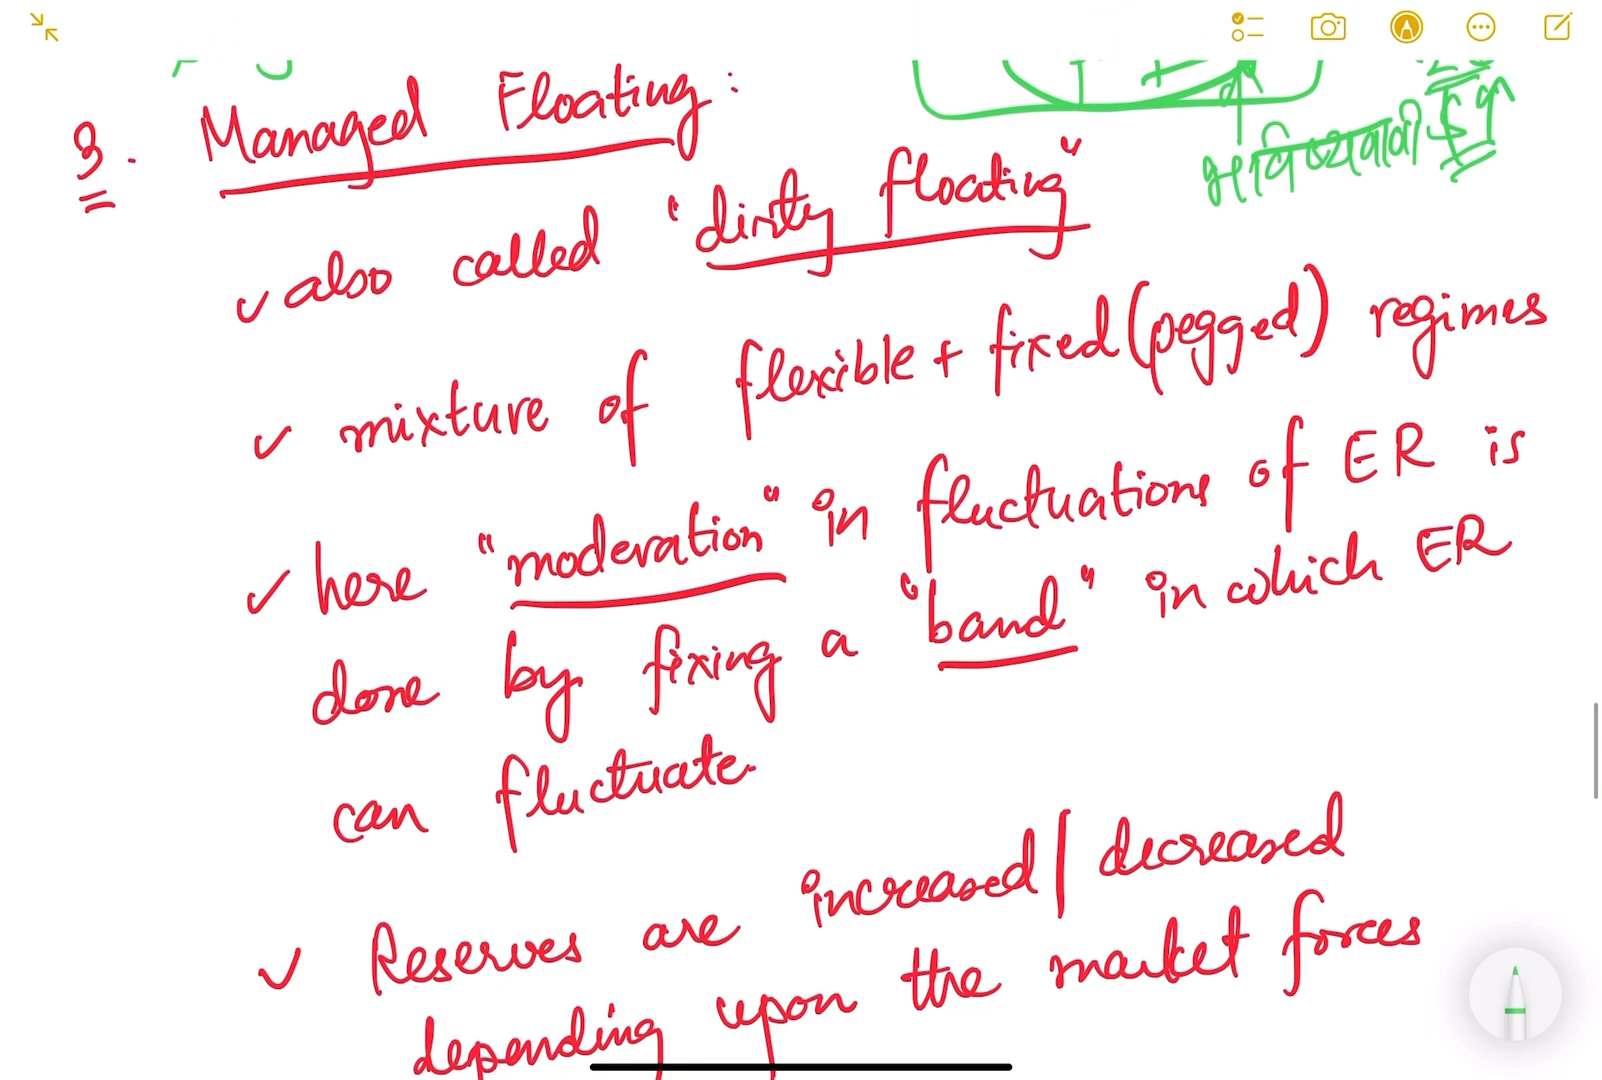 3. Managed Floating:
✓ also called "dirty floating"
✓ mixture of flexible + fixed (pegged) regimes
✓ here "moderation" in fluctuations of ER is
done by fixing a "band" in which ER
can fluctuate.
✓ Reserves are increased/decreased
depending upon the market forces